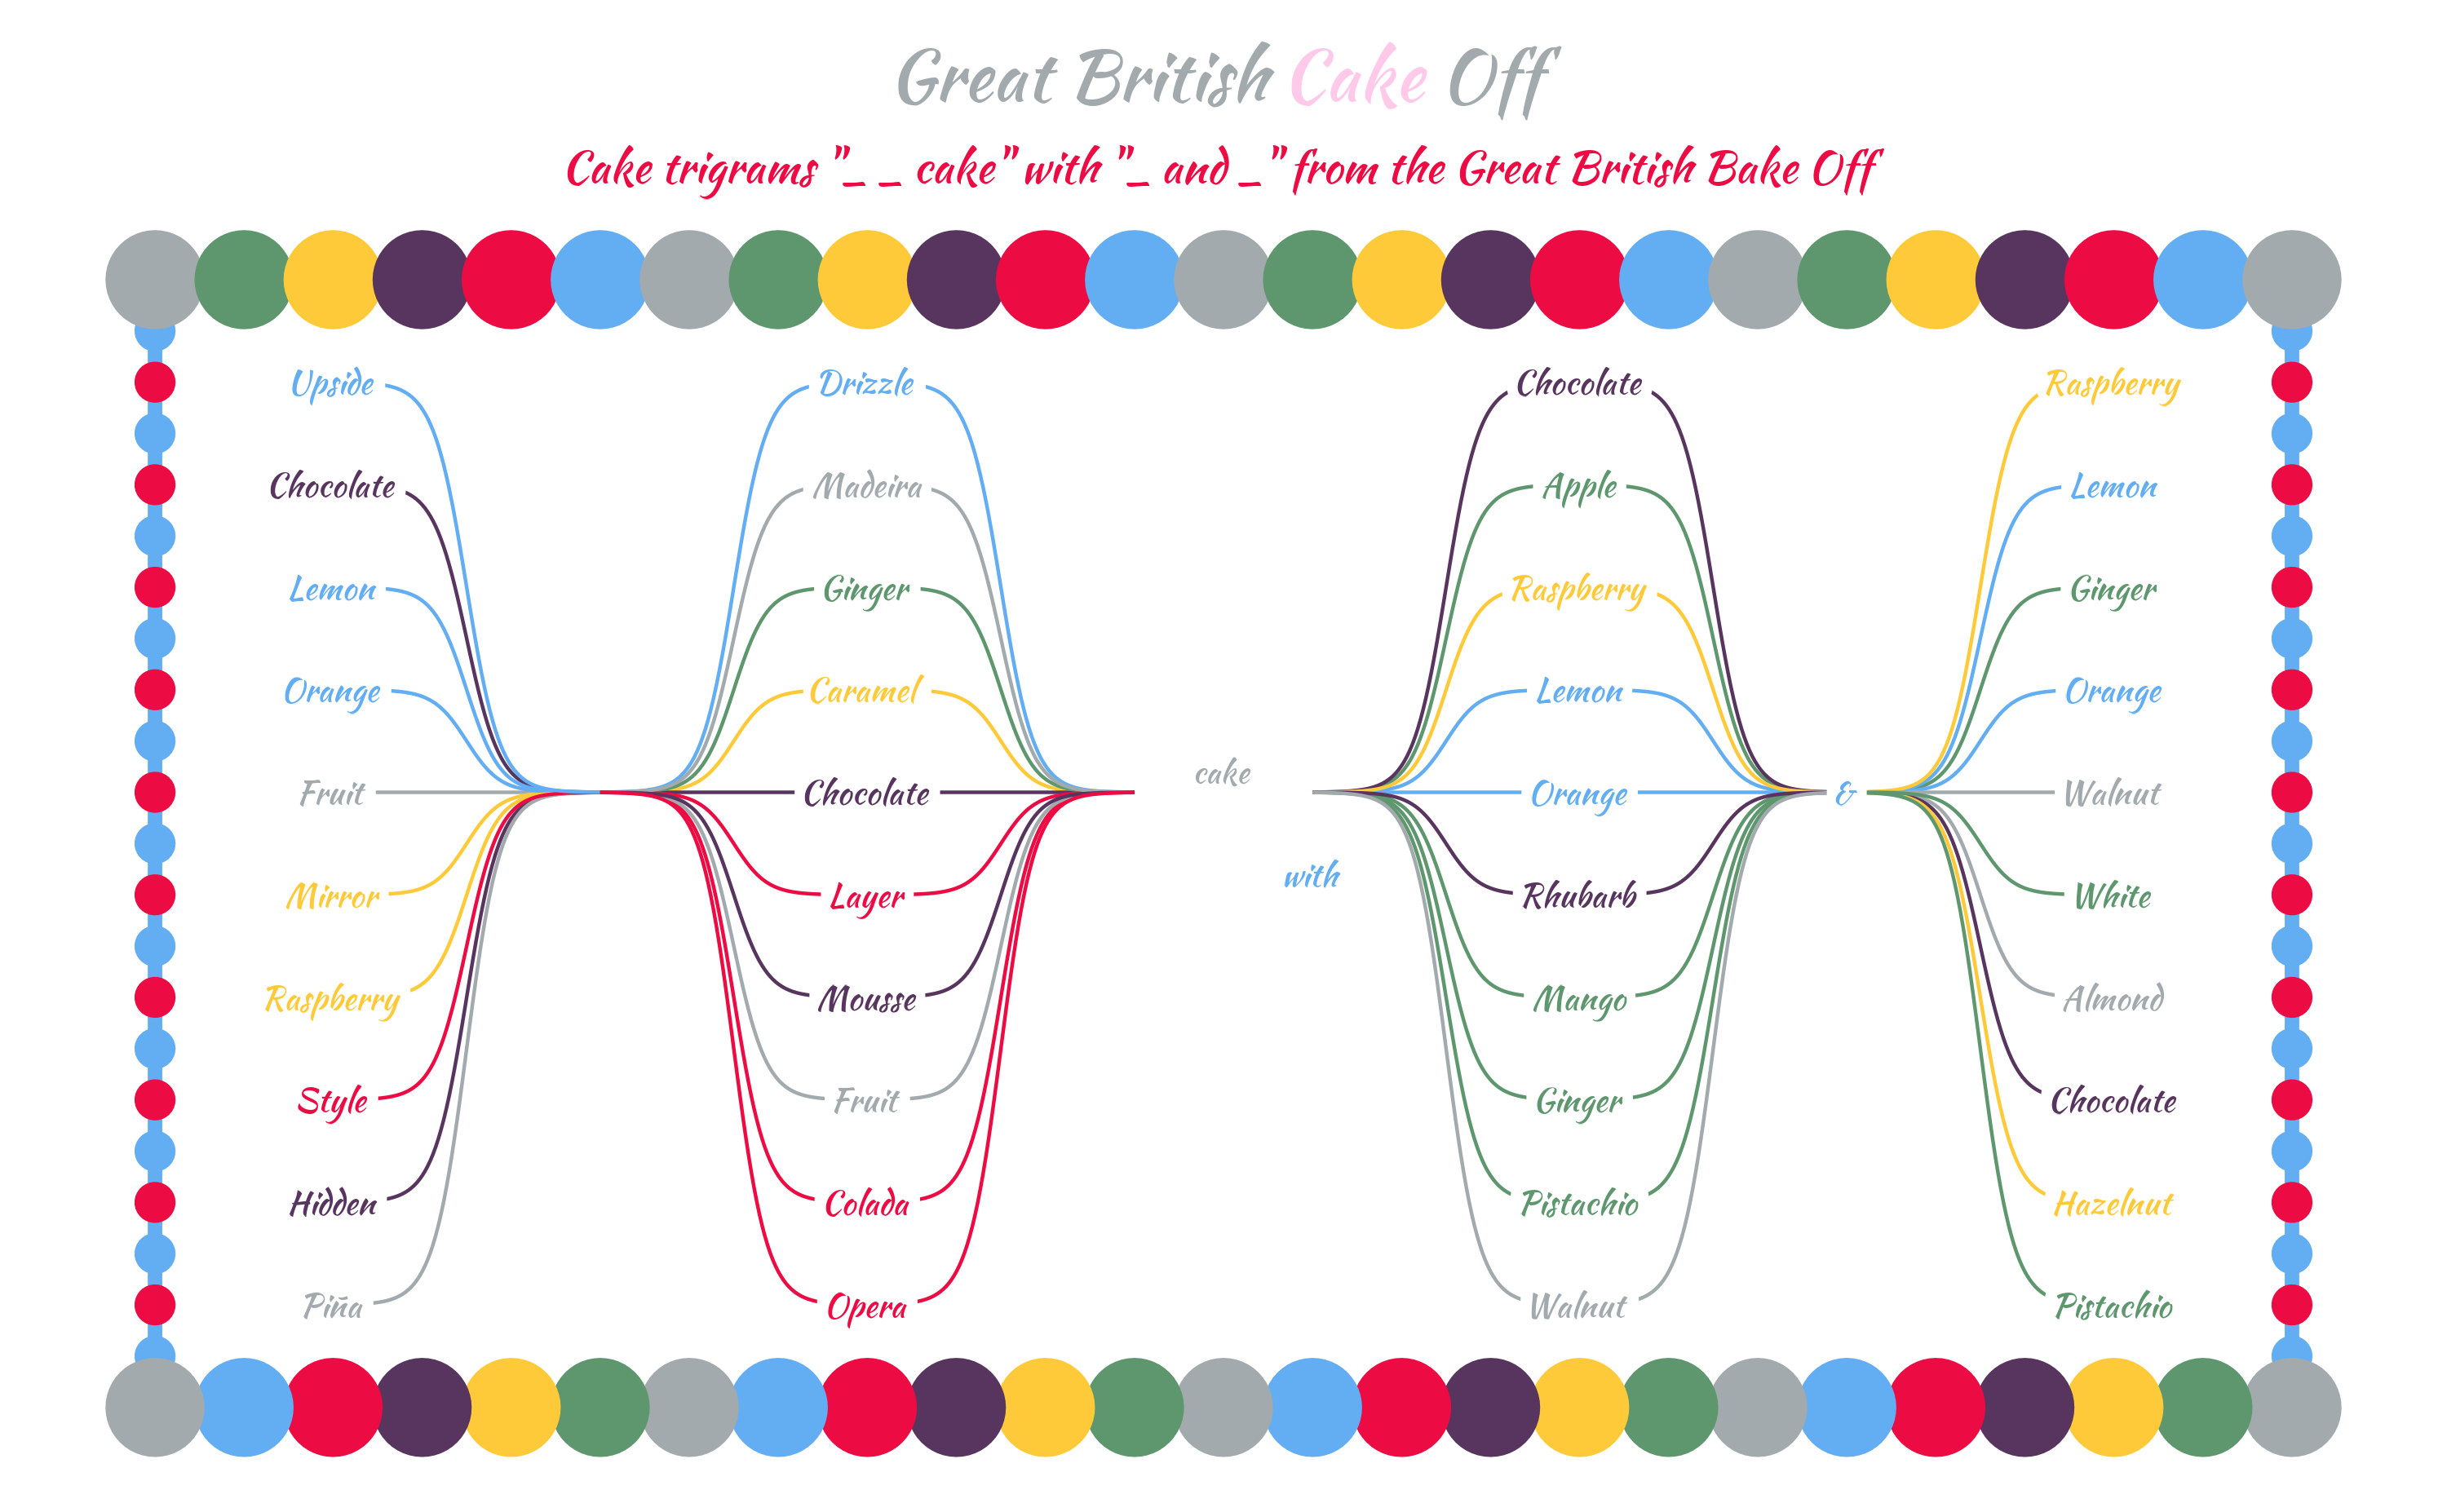 Great British Cake Off
Cake trigrams "_ _ cake" with "_ and _" from the Great British Bake Off
Upside Drizzle Chocolate Raspberry
Chocolate Madeira Apple Lemon
Lemon Ginger Raspberry Ginger
Orange Caramel Lemon Orange
cake
Fruit Chocolate Orange & Walnut
with
Mirror Layer Rhubarb White
Raspberry Mousse Mango Almond
Style Fruit Ginger Chocolate
Hidden Colada Pistachio Hazelnut
Piña Opera Walnut Pistachio